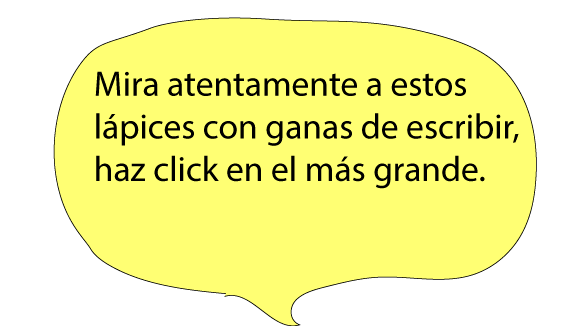 Mira atentamente a estos
lápices con ganas de escribir,
haz click en el más grande.